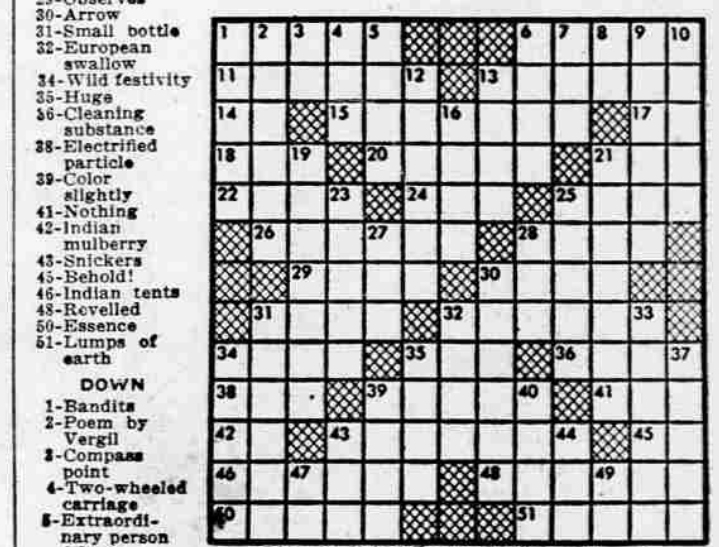 29-Observes
30-Arrow
31-Small bottle
32-European
swallow
34-Wild festivity
35-Huge
36-Cleaning
substance
38-Electrified
particle
39-Color
slightly
41-Nothing
42-Indian
mulberry
43-Snickers
45-Behold!
46-Indian tents
48-Revelled
50-Essence
51-Lumps of
earth
DOWN
1-Bandits
2-Poem by
Vergil
3-Compass
point
4-Two-wheeled
carriage
5-Extraordi-
nary person
1 2 3 4 5 6 7 8 9 10
11 12 13
14 15 16 17
18 19 20 21
22 23 24 25
26 27 28
29 30
31 32 33
34 35 36 37
38 39 40 41
42 43 44 45
46 47 48 49
50 51